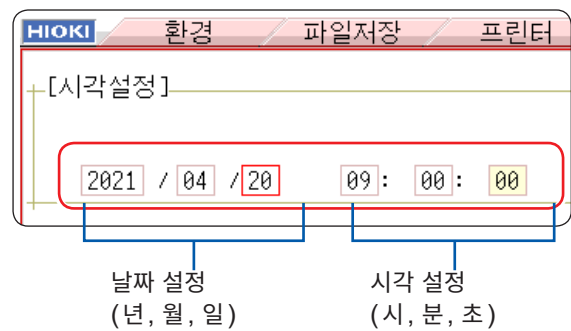 HIOKI 환경 파일저장 프린터
[시각설정]
2021 / 04 / 20 09 : 00 : 00
날짜 설정 시각 설정
(년, 월, 일) (시, 분, 초)